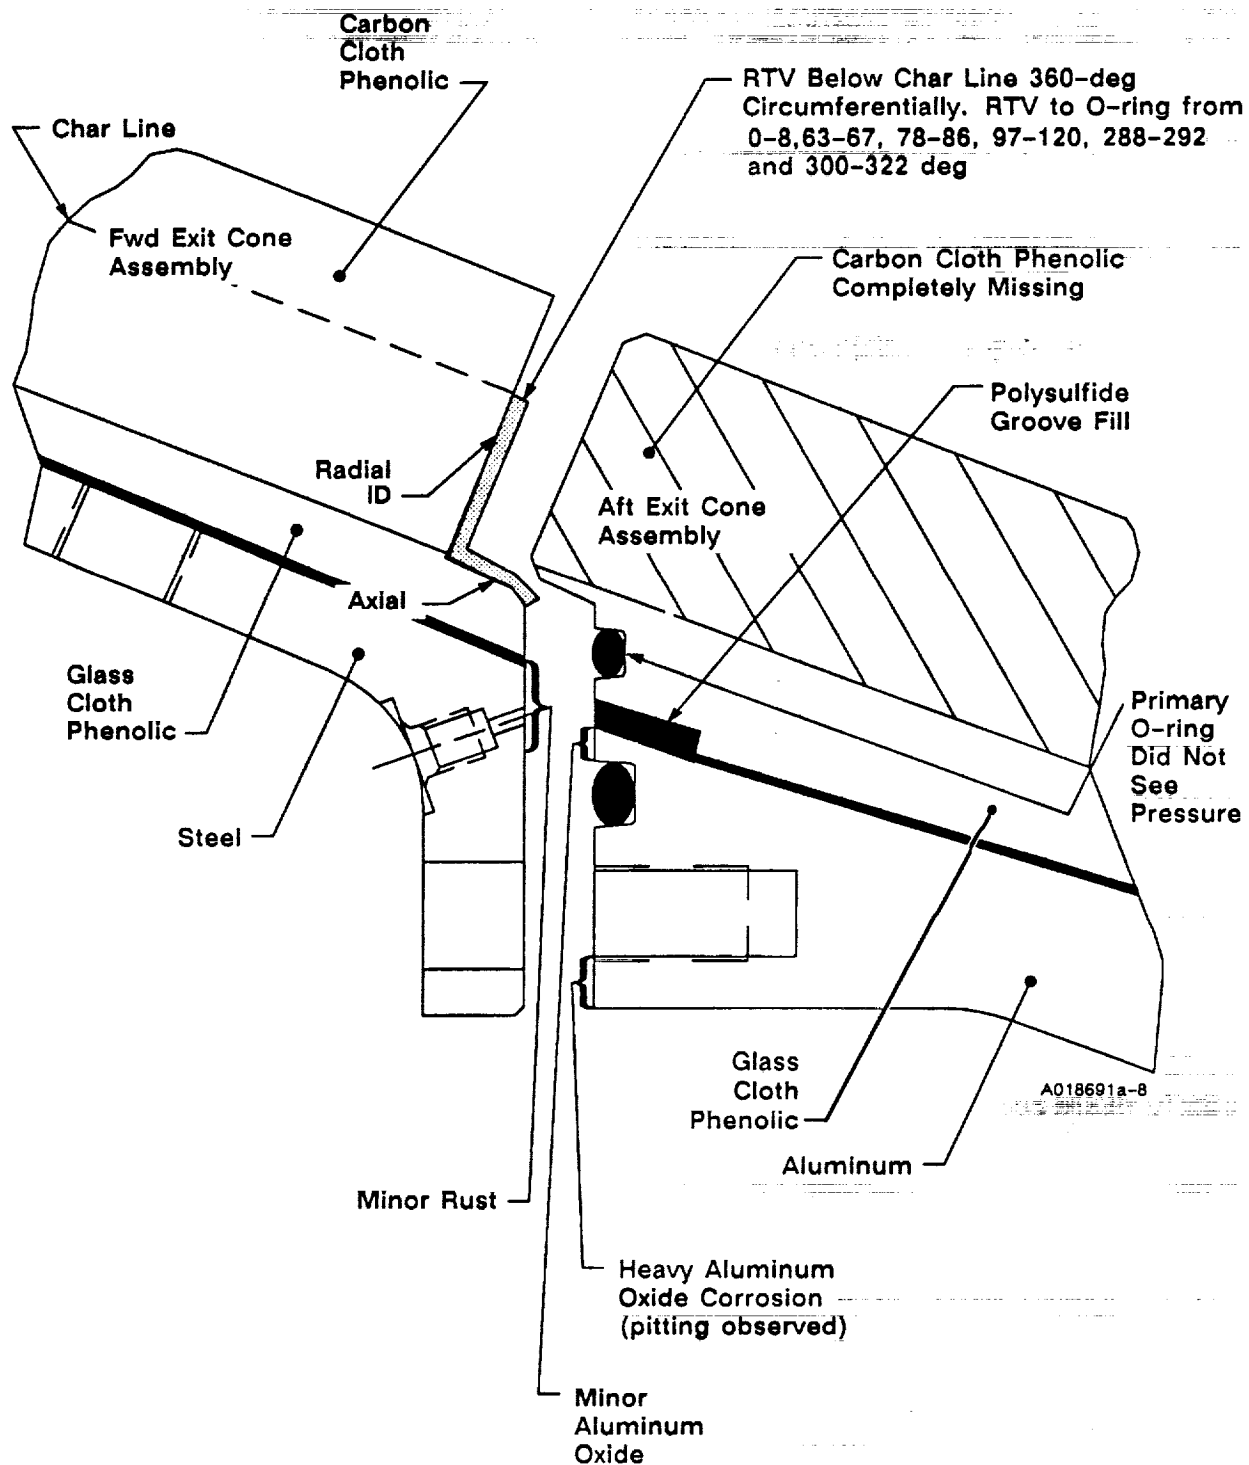 Carbon
Cloth
Phenolic
RTV Below Char Line 360-deg
Circumferentially. RTV to O-ring from
0-8,63-67, 78-86, 97-120, 288-292
and 300-322 deg
Char Line
Fwd Exit Cone
Assembly
Carbon Cloth Phenolic
Completely Missing
Polysulfide
Groove Fill
Radial
ID
Aft Exit Cone
Assembly
Axial
Glass
Cloth
Phenolic
Primary
O-ring
Did Not
See
Pressure
Steel
Glass
Cloth
Phenolic
A018691a-8
Aluminum
Minor Rust
Heavy Aluminum
Oxide Corrosion
(pitting observed)
Minor
Aluminum
Oxide